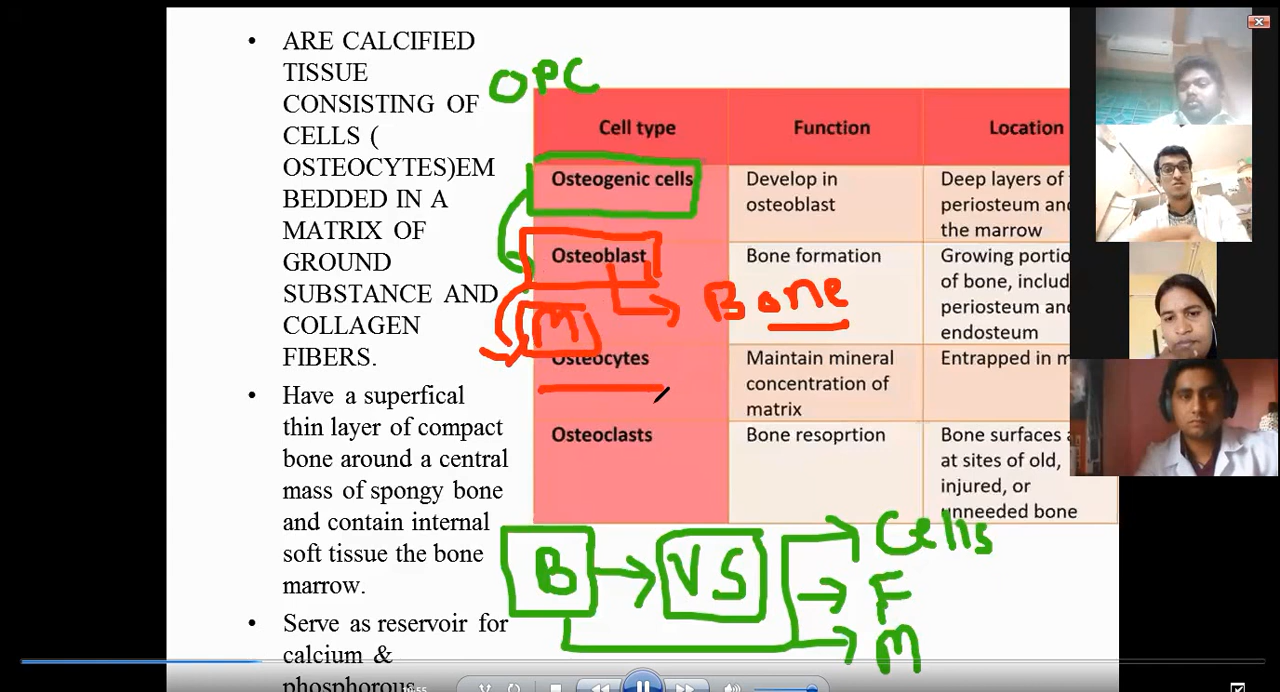 • ARE CALCIFIED
TISSUE
CONSISTING OF
CELLS (
OSTEOCYTES)EM
BEDDED IN A
MATRIX OF
GROUND
SUBSTANCE AND
COLLAGEN
FIBERS.
• Have a superfical
thin layer of compact
bone around a central
mass of spongy bone
and contain internal
soft tissue the bone
marrow.
• Serve as reservoir for
calcium &
phosphorous
OPC
Cell type Function Location
Osteogenic cells Develop in
osteoblast
Deep layers of
periosteum and
the marrow
Osteoblast Bone formation
Growing portio
of bone, includ
periosteum and
endosteum
Bone
M
Osteocytes Maintain mineral
concentration of
matrix
Entrapped in m
Osteoclasts Bone resoprtion
Bone surfaces a
at sites of old,
injured, or
unneeded bone
B VS Cells
F
M